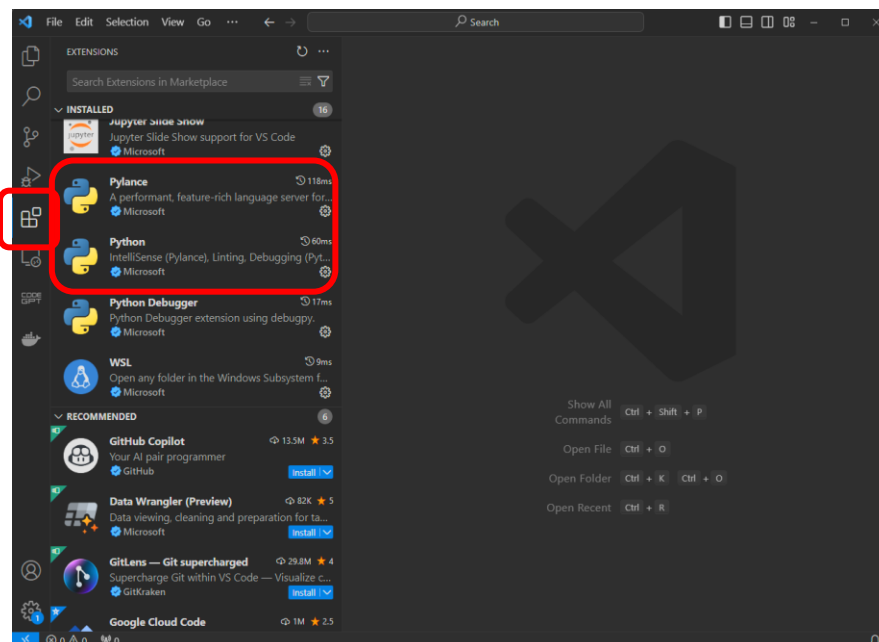 File Edit Selection View Go ··· Search
EXTENSIONS
Search Extensions in Marketplace
INSTALLED 16
Jupyter Slide Show
Jupyter Slide Show support for VS Code
jupyter
Microsoft
Pylance 118ms
A performant, feature-rich language server for...
Microsoft
Python 60ms
IntelliSense (Pylance), Linting, Debugging (Pyt...
Microsoft
CODE
GPT
Python Debugger 17ms
Python Debugger extension using debugpy.
Microsoft
WSL 9ms
Open any folder in the Windows Subsystem f...
Microsoft
RECOMMENDED 6
GitHub Copilot 13.5M ★ 3.5
Your AI pair programmer
GitHub Install
Data Wrangler (Preview) 82K ★ 5
Data viewing, cleaning and preparation for ta...
Microsoft Install
GitLens — Git supercharged 29.8M ★ 4
Supercharge Git within VS Code — Visualize c...
GitKraken Install
Google Cloud Code 1M ★ 2.5
1
0 0 0
Show All
Commands Ctrl + Shift + P
Open File Ctrl + O
Open Folder Ctrl + K Ctrl + O
Open Recent Ctrl + R